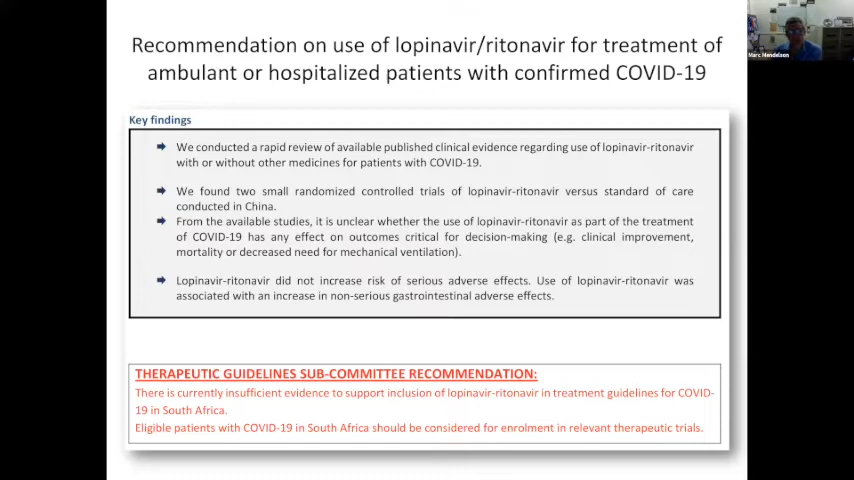 Recommendation on use of lopinavir/ritonavir for treatment of
ambulant or hospitalized patients with confirmed COVID-19
Marc Mendelson
Key findings
We conducted a rapid review of available published clinical evidence regarding use of lopinavir-ritonavir
with or without other medicines for patients with COVID-19.
We found two small randomized controlled trials of lopinavir-ritonavir versus standard of care
conducted in China.
From the available studies, it is unclear whether the use of lopinavir-ritonavir as part of the treatment
of COVID-19 has any effect on outcomes critical for decision-making (e.g. clinical improvement,
mortality or decreased need for mechanical ventilation).
Lopinavir-ritonavir did not increase risk of serious adverse effects. Use of lopinavir-ritonavir was
associated with an increase in non-serious gastrointestinal adverse effects.
THERAPEUTIC GUIDELINES SUB-COMMITTEE RECOMMENDATION:
There is currently insufficient evidence to support inclusion of lopinavir-ritonavir in treatment guidelines for COVID-
19 in South Africa.
Eligible patients with COVID-19 in South Africa should be considered for enrolment in relevant therapeutic trials.